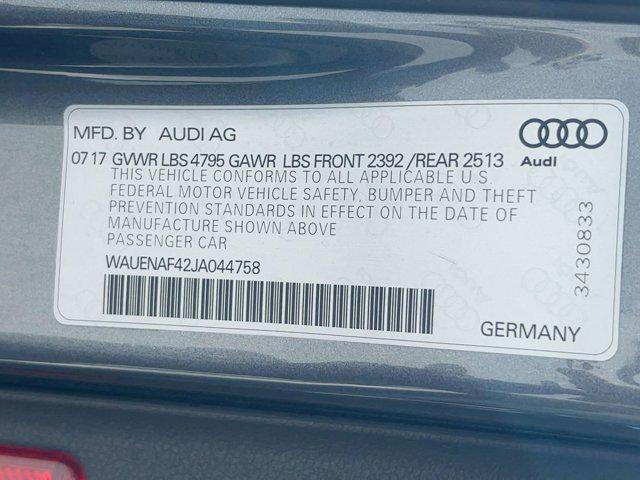 MFD. BY AUDI AG
07 17 GVWR LBS 4795 GAWR LBS FRONT 2392 /REAR 2513
Audi
THIS VEHICLE CONFORMS TO ALL APPLICABLE U.S.
FEDERAL MOTOR VEHICLE SAFETY, BUMPER AND THEFT
PREVENTION STANDARDS IN EFFECT ON THE DATE OF
MANUFACTURE SHOWN ABOVE
PASSENGER CAR
WAUENAF42JA044758
3430833
GERMANY